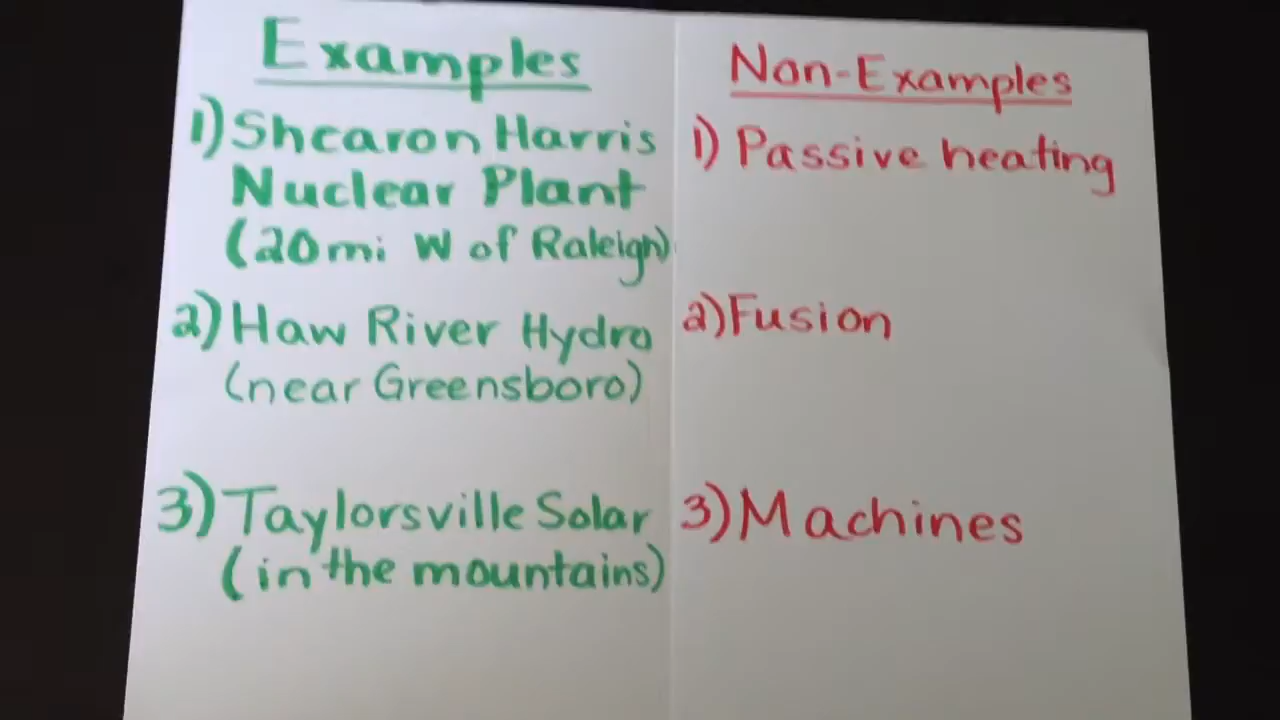 Examples
1) Shearon Harris
Nuclear Plant
(20 mi W of Raleigh)
2) Haw River Hydro
(near Greensboro)
3) Taylorsville Solar
(in the mountains)
Non-Examples
1) Passive heating
2) Fusion
3) Machines